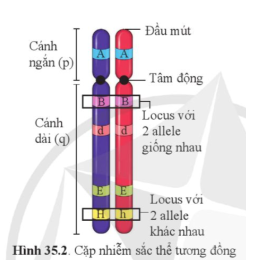 Đầu mút
Cánh
ngắn (p)
A A
Tâm động
B B
Locus với
2 allele
giống nhau
Cánh
dài (q)
d d
E E
H h
Locus với
2 allele
khác nhau
Hình 35.2. Cặp nhiễm sắc thể tương đồng